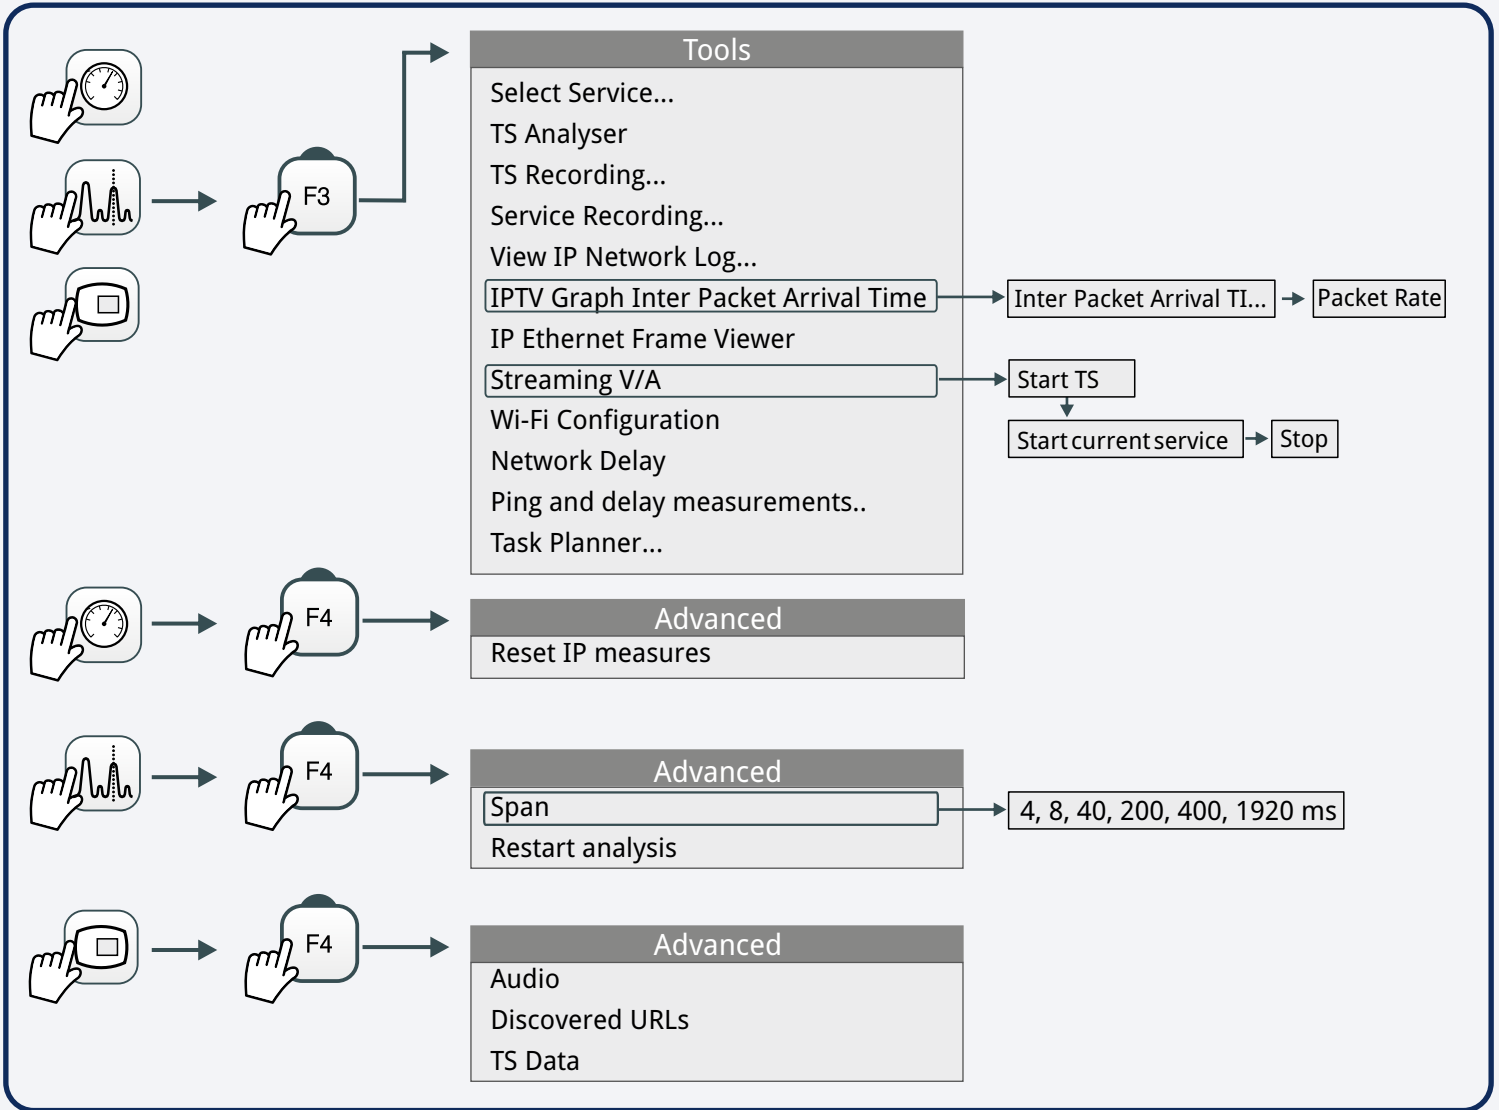 Tools
F3
Select Service...
TS Analyser
TS Recording...
Service Recording...
View IP Network Log...
IPTV Graph Inter Packet Arrival Time
Inter Packet Arrival TI...
Packet Rate
IP Ethernet Frame Viewer
Streaming V/A
Start TS
Wi-Fi Configuration
Start current service
Stop
Network Delay
Ping and delay measurements..
Task Planner...
F4
Advanced
Reset IP measures
F4
Advanced
Span
4, 8, 40, 200, 400, 1920 ms
Restart analysis
F4
Advanced
Audio
Discovered URLs
TS Data